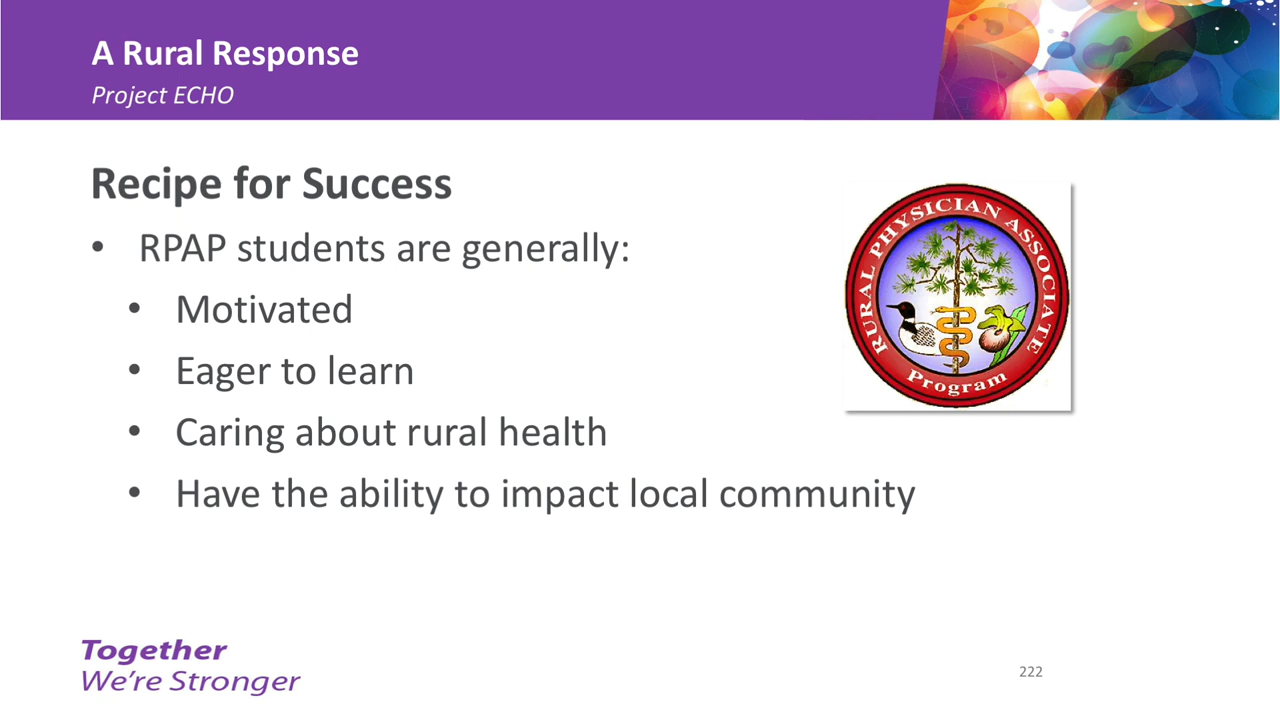 A Rural Response
Project ECHO
Recipe for Success
• RPAP students are generally:
• Motivated
• Eager to learn
• Caring about rural health
• Have the ability to impact local community
RURAL PHYSICIAN ASSOCIATE
Program
Together
We're Stronger
222